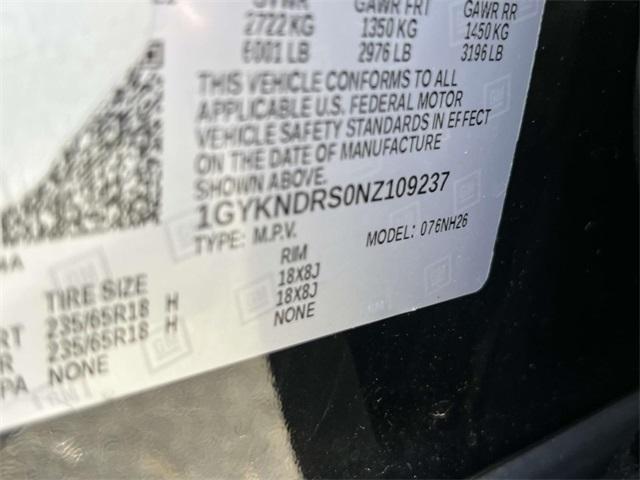 GVWR GAWR FRT GAWR RR
2722 KG 1350 KG 1450 KG
6001 LB 2976 LB 3196 LB
THIS VEHICLE CONFORMS TO ALL
APPLICABLE U.S. FEDERAL MOTOR
VEHICLE SAFETY STANDARDS IN EFFECT
ON THE DATE OF MANUFACTURE
SHOWN ABOVE.
1GYKNDRS0NZ109237
TYPE: M.P.V. MODEL: 076NH26
TIRE SIZE RIM
RT 235/65R18 H 18X8J
R 235/65R18 H 18X8J
PA NONE NONE